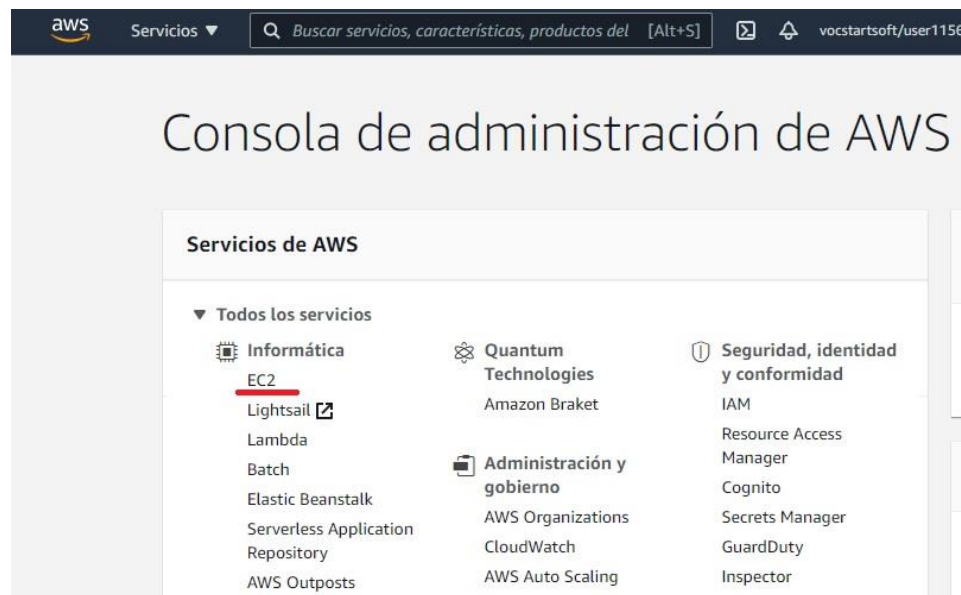 aws
Servicios ▼
Buscar servicios, características, productos del [Alt+S]
vocstartsoft/user1156
Consola de administración de AWS
Servicios de AWS
▼ Todos los servicios
Informática
EC2
Lightsail
Lambda
Batch
Elastic Beanstalk
Serverless Application
Repository
AWS Outposts
Quantum
Technologies
Amazon Braket
Administración y
gobierno
AWS Organizations
CloudWatch
AWS Auto Scaling
Seguridad, identidad
y conformidad
IAM
Resource Access
Manager
Cognito
Secrets Manager
GuardDuty
Inspector